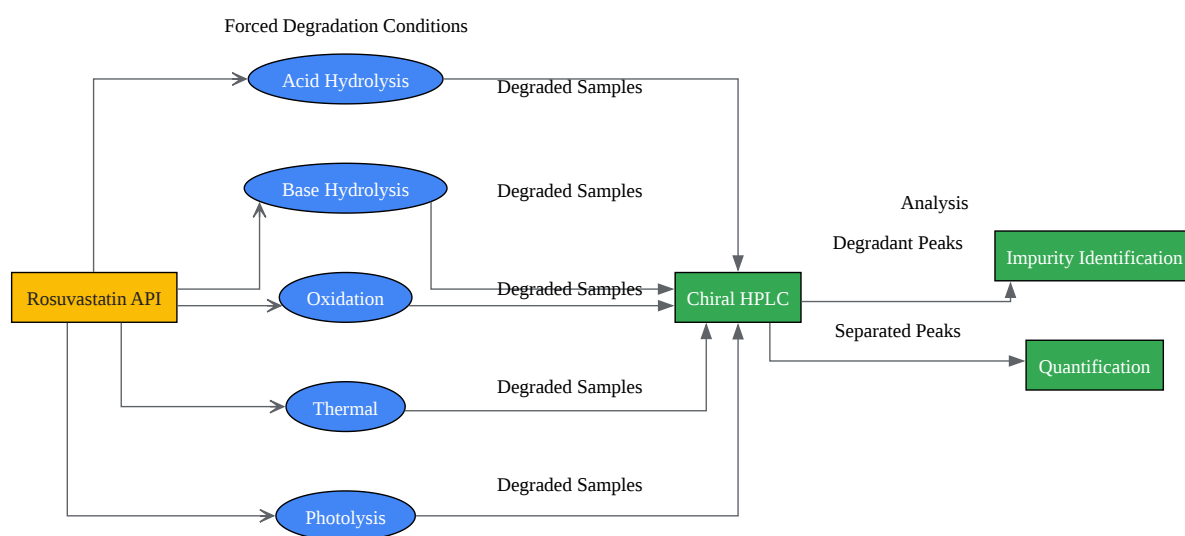 Forced Degradation Conditions
Acid Hydrolysis
Degraded Samples
Base Hydrolysis
Degraded Samples
Analysis
Degradant Peaks
Impurity Identification
Rosuvastatin API
Oxidation
Degraded Samples
Chiral HPLC
Separated Peaks
Quantification
Thermal
Degraded Samples
Photolysis
Degraded Samples